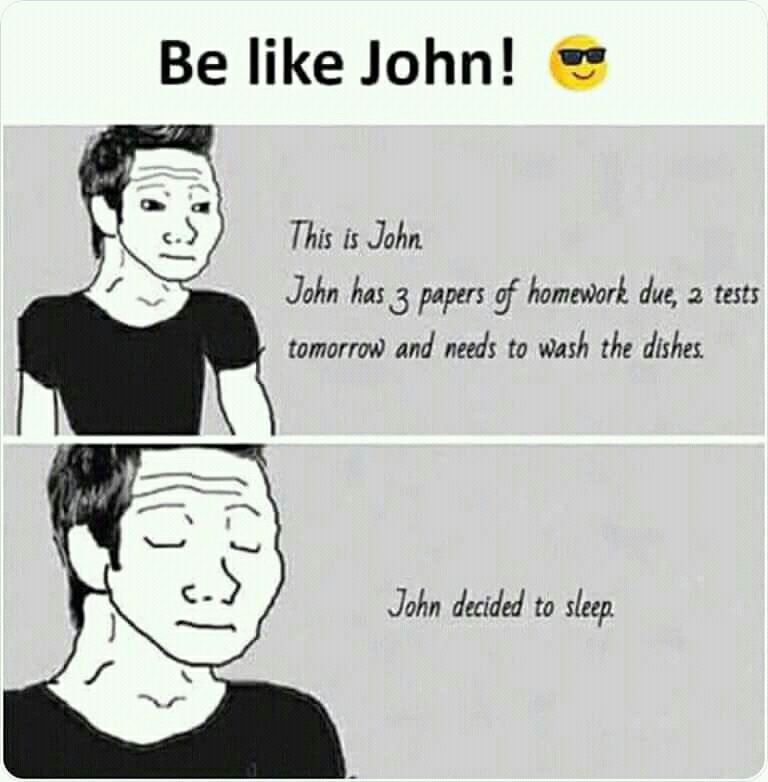 Be like John! 😎
This is John.
John has 3 papers of homework due, 2 tests
tomorrow and needs to wash the dishes.
John decided to sleep.